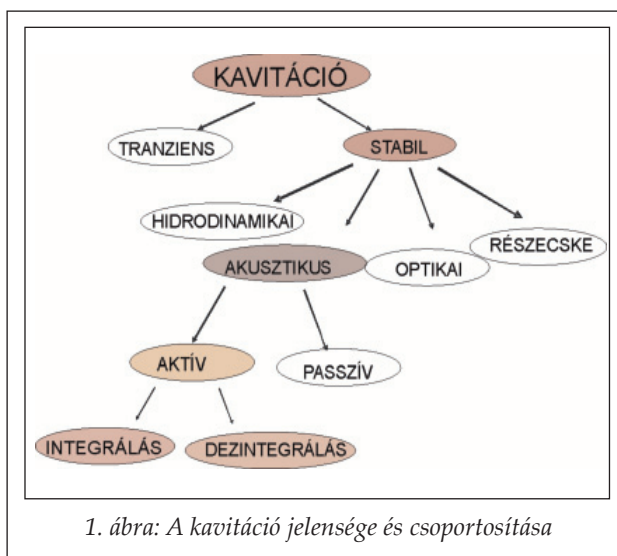 KAVITÁCIÓ
TRANZIENS
STABIL
HIDRODINAMIKAI
RÉSZECSKE
AKUSZTIKUS
OPTIKAI
AKTÍV
PASSZÍV
INTEGRÁLÁS
DEZINTEGRÁLÁS
1. ábra: A kavitáció jelensége és csoportosítása